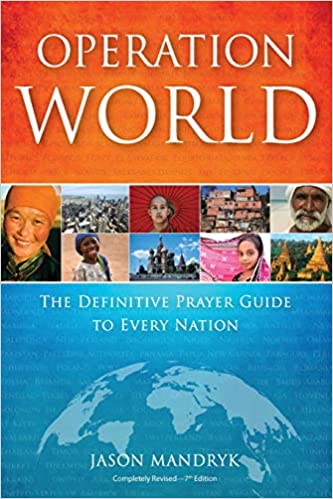 OPERATION
WORLD
THE DEFINITIVE PRAYER GUIDE
TO EVERY NATION
JASON MANDRYK
Completely Revised—7th Edition